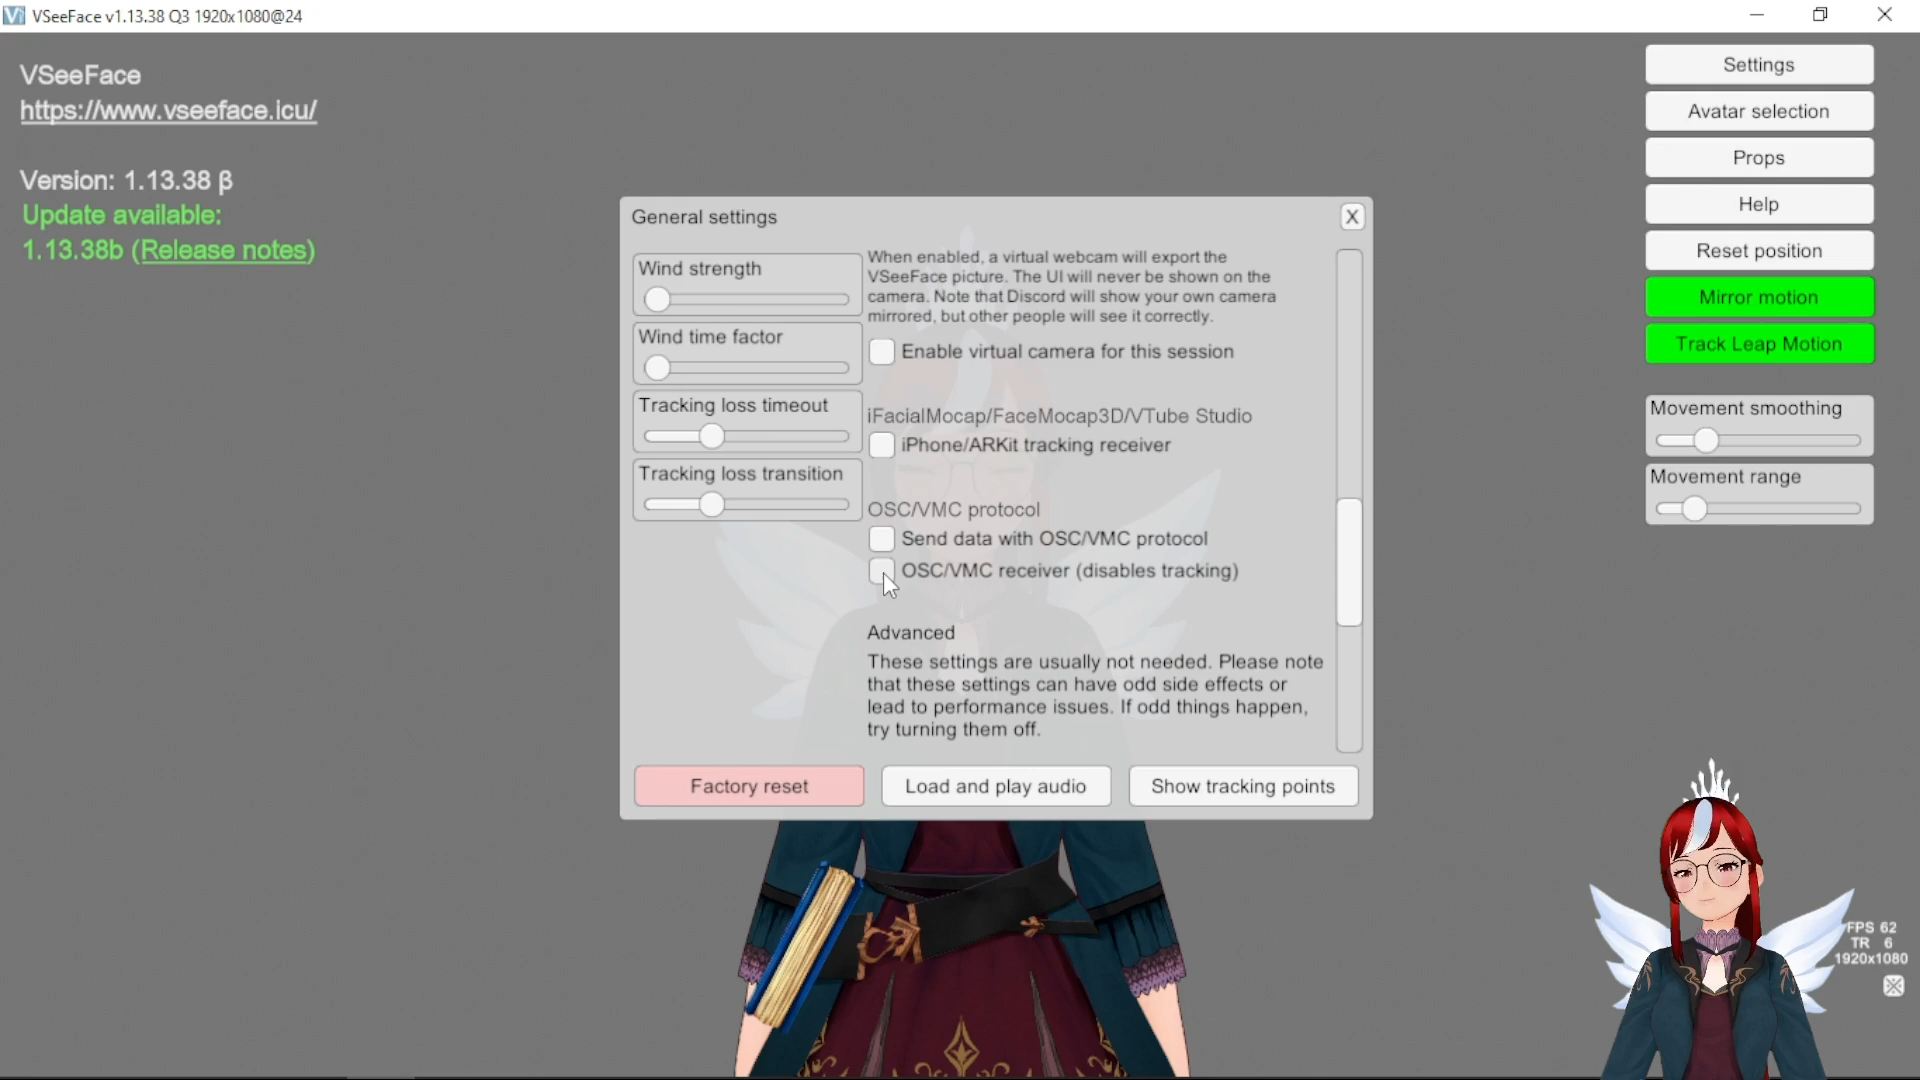 VSeeFace v1.13.38 Q3 1920x1080@24
VSeeFace
https://www.vseeface.icu/
Version: 1.13.38 β
Update available:
1.13.38b (Release notes)
General settings
X
Wind strength
Wind time factor
Tracking loss timeout
Tracking loss transition
When enabled, a virtual webcam will export the
VSeeFace picture. The UI will never be shown on the
camera. Note that Discord will show your own camera
mirrored, but other people will see it correctly.
Enable virtual camera for this session
iFacialMocap/FaceMocap3D/VTube Studio
iPhone/ARKit tracking receiver
OSC/VMC protocol
Send data with OSC/VMC protocol
OSC/VMC receiver (disables tracking)
Advanced
These settings are usually not needed. Please note
that these settings can have odd side effects or
lead to performance issues. If odd things happen,
try turning them off.
Factory reset
Load and play audio
Show tracking points
Settings
Avatar selection
Props
Help
Reset position
Mirror motion
Track Leap Motion
Movement smoothing
Movement range
FPS 62
TR 6
1920x1080